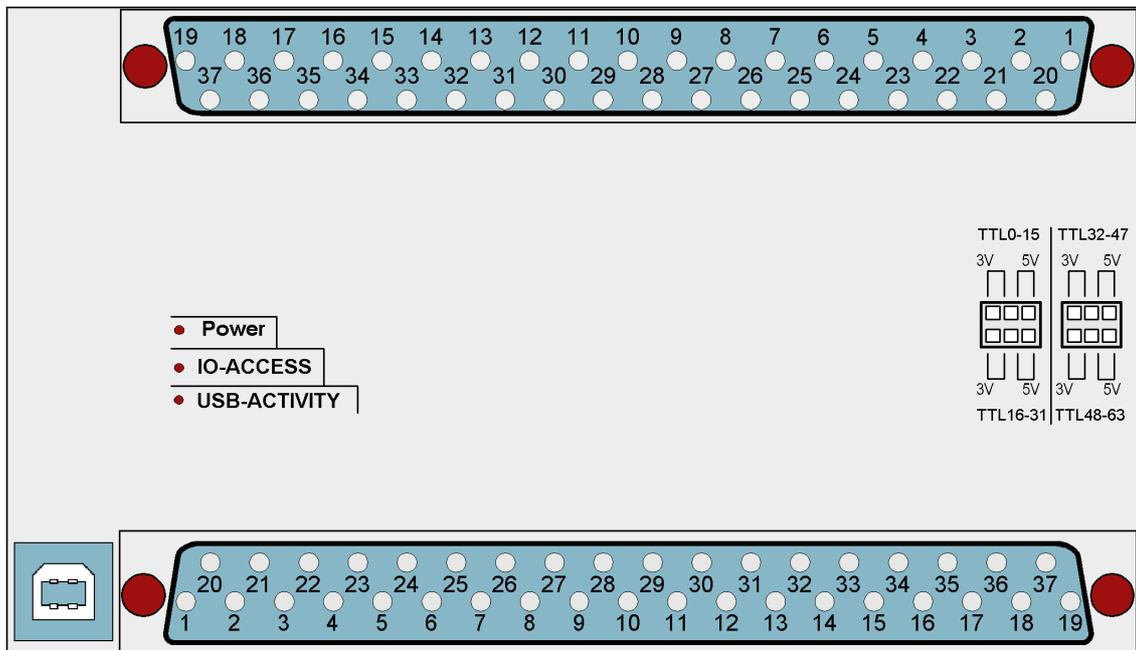 19 18 17 16 15 14 13 12 11 10 9 8 7 6 5 4 3 2 1
37 36 35 34 33 32 31 30 29 28 27 26 25 24 23 22 21 20
TTL0-15 TTL32-47
3V 5V 3V 5V
Power
IO-ACCESS
USB-ACTIVITY
3V 5V 3V 5V
TTL16-31 TTL48-63
20 21 22 23 24 25 26 27 28 29 30 31 32 33 34 35 36 37
1 2 3 4 5 6 7 8 9 10 11 12 13 14 15 16 17 18 19